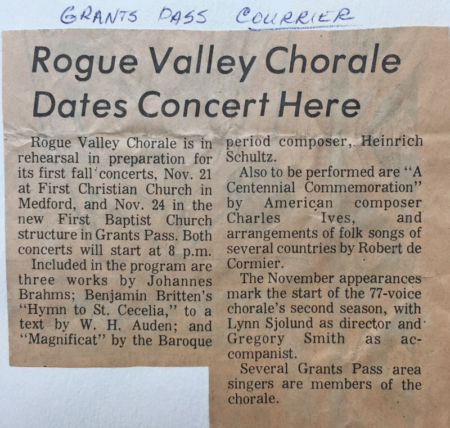 GRANTS PASS COURRIER
Rogue Valley Chorale
Dates Concert Here
Rogue Valley Chorale is in
rehearsal in preparation for
its first fall concerts, Nov. 21
at First Christian Church in
Medford, and Nov. 24 in the
new First Baptist Church
structure in Grants Pass. Both
concerts will start at 8 p.m.
Included in the program are
three works by Johannes
Brahms; Benjamin Britten's
"Hymn to St. Cecelia," to a
text by W. H. Auden; and
"Magnificat" by the Baroque
period composer, Heinrich
Schultz.
Also to be performed are "A
Centennial Commemoration"
by American composer
Charles Ives, and
arrangements of folk songs of
several countries by Robert de
Cormier.
The November appearances
mark the start of the 77-voice
chorale's second season, with
Lynn Sjolund as director and
Gregory Smith as ac-
companist.
Several Grants Pass area
singers are members of the
chorale.